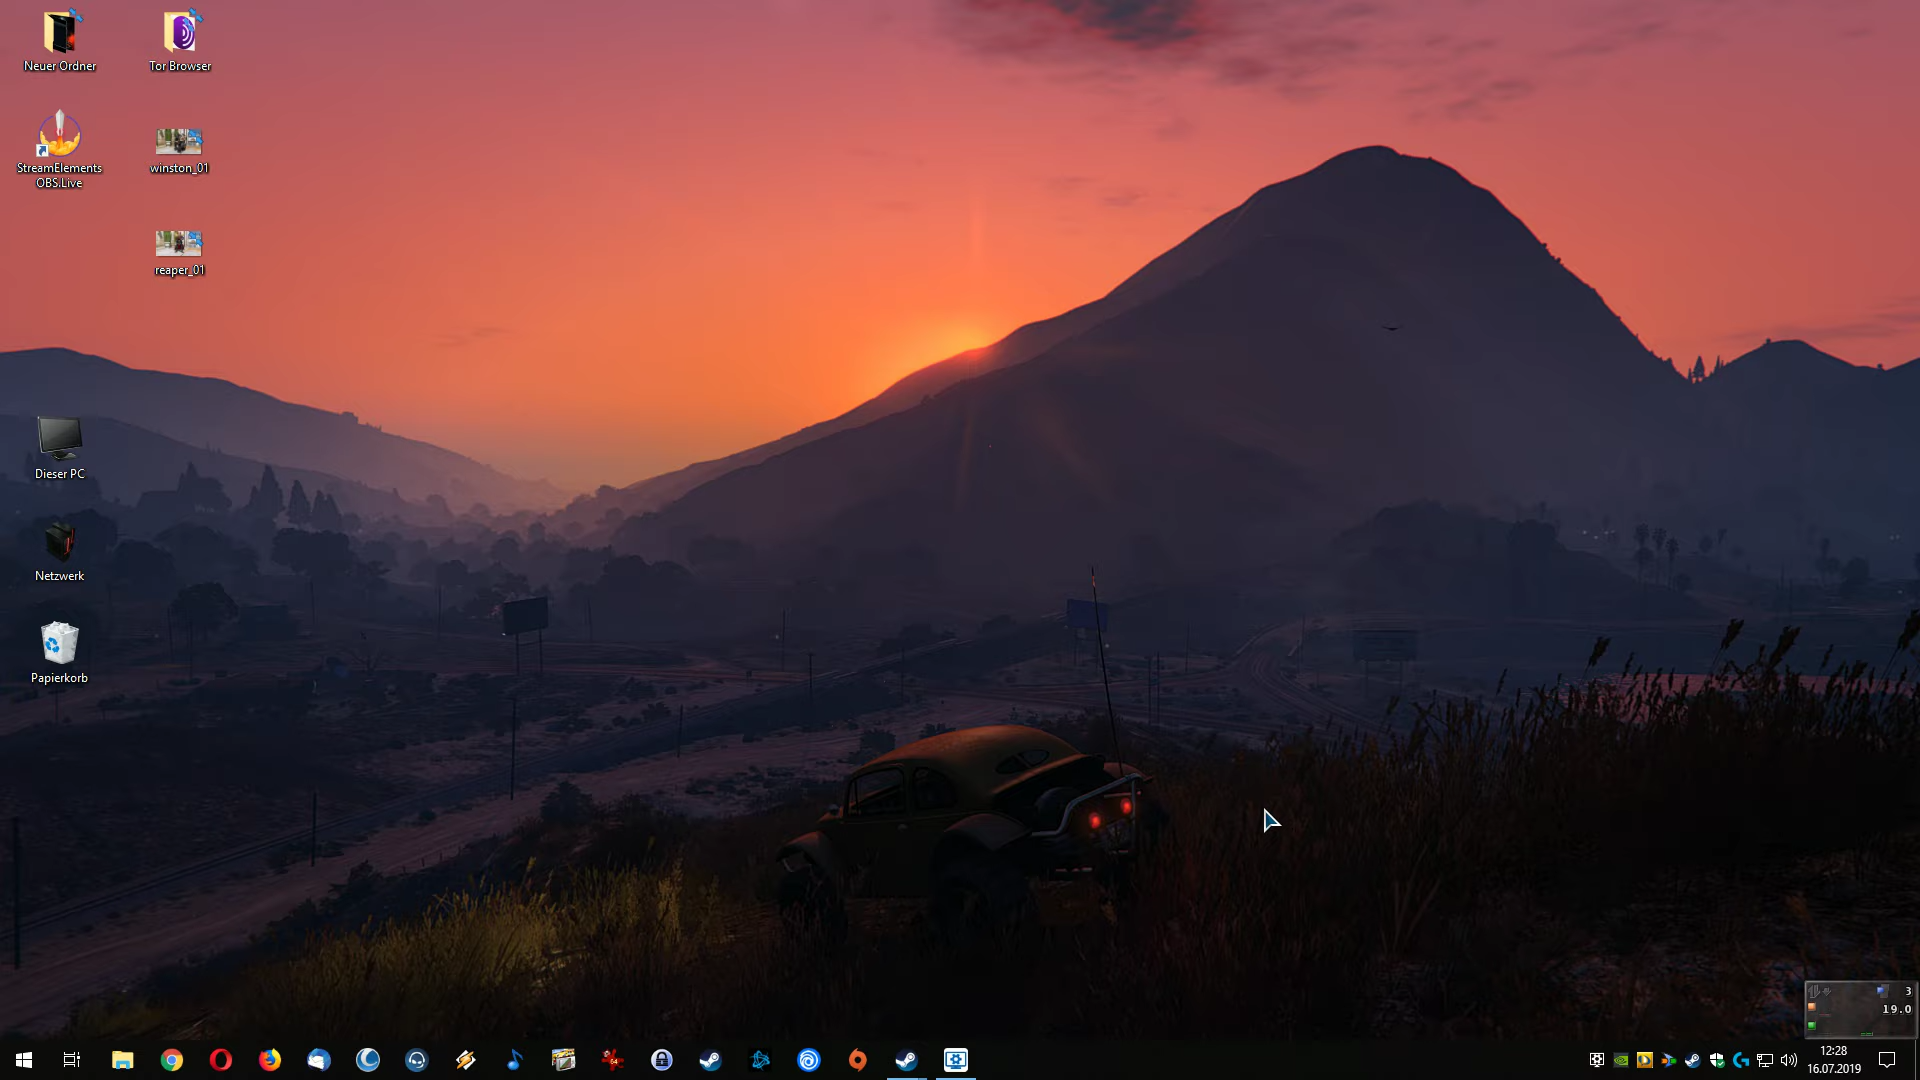 Neuer Ordner
Tor Browser
StreamElements
OBS.Live
winston_01
reaper_01
Dieser PC
Netzwerk
Papierkorb
3
19.0
12:28
16.07.2019